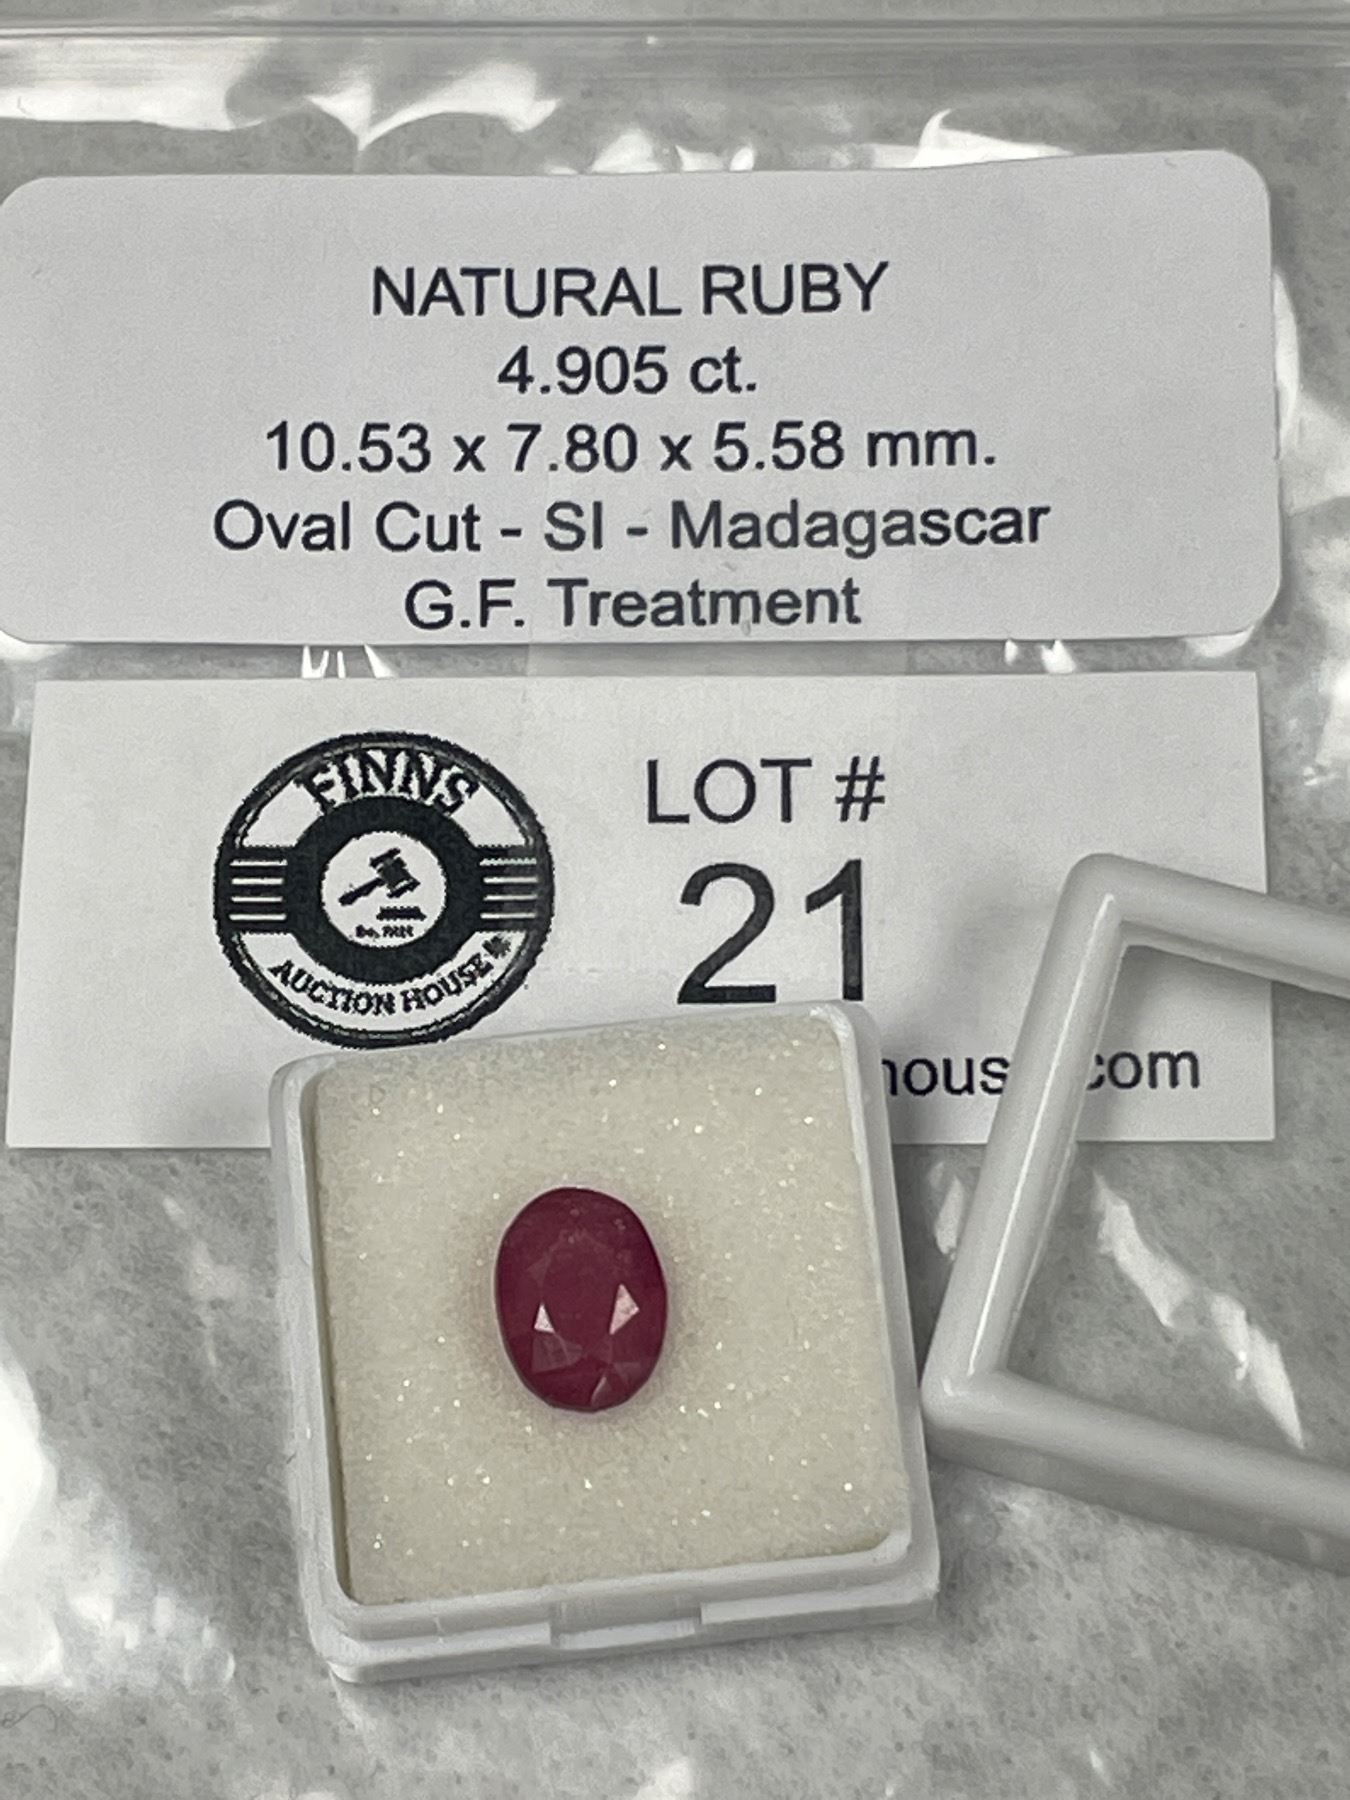 NATURAL RUBY
4.905 ct.
10.53 x 7.80 x 5.58 mm.
Oval Cut - SI - Madagascar
G.F. Treatment
FINNS
AUCTION HOUSE
LOT #
21